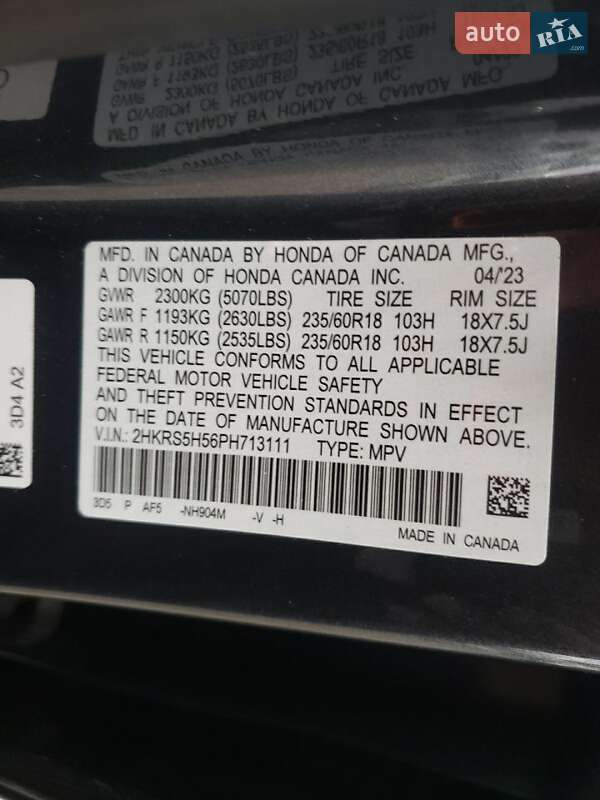 auto RIA .com
MFD. IN CANADA BY HONDA OF CANADA MFG.,
A DIVISION OF HONDA CANADA INC. 04/'23
GVWR 2300KG (5070LBS) TIRE SIZE RIM SIZE
GAWR F 1193KG (2630LBS) 235/60R18 103H 18X7.5J
GAWR R 1150KG (2535LBS) 235/60R18 103H 18X7.5J
THIS VEHICLE CONFORMS TO ALL APPLICABLE
FEDERAL MOTOR VEHICLE SAFETY
AND THEFT PREVENTION STANDARDS IN EFFECT
ON THE DATE OF MANUFACTURE SHOWN ABOVE.
V.I.N.: 2HKRS5H56PH713111 TYPE: MPV
3D5 P AF5 -NH904M -V -H
MADE IN CANADA
3D4 A2